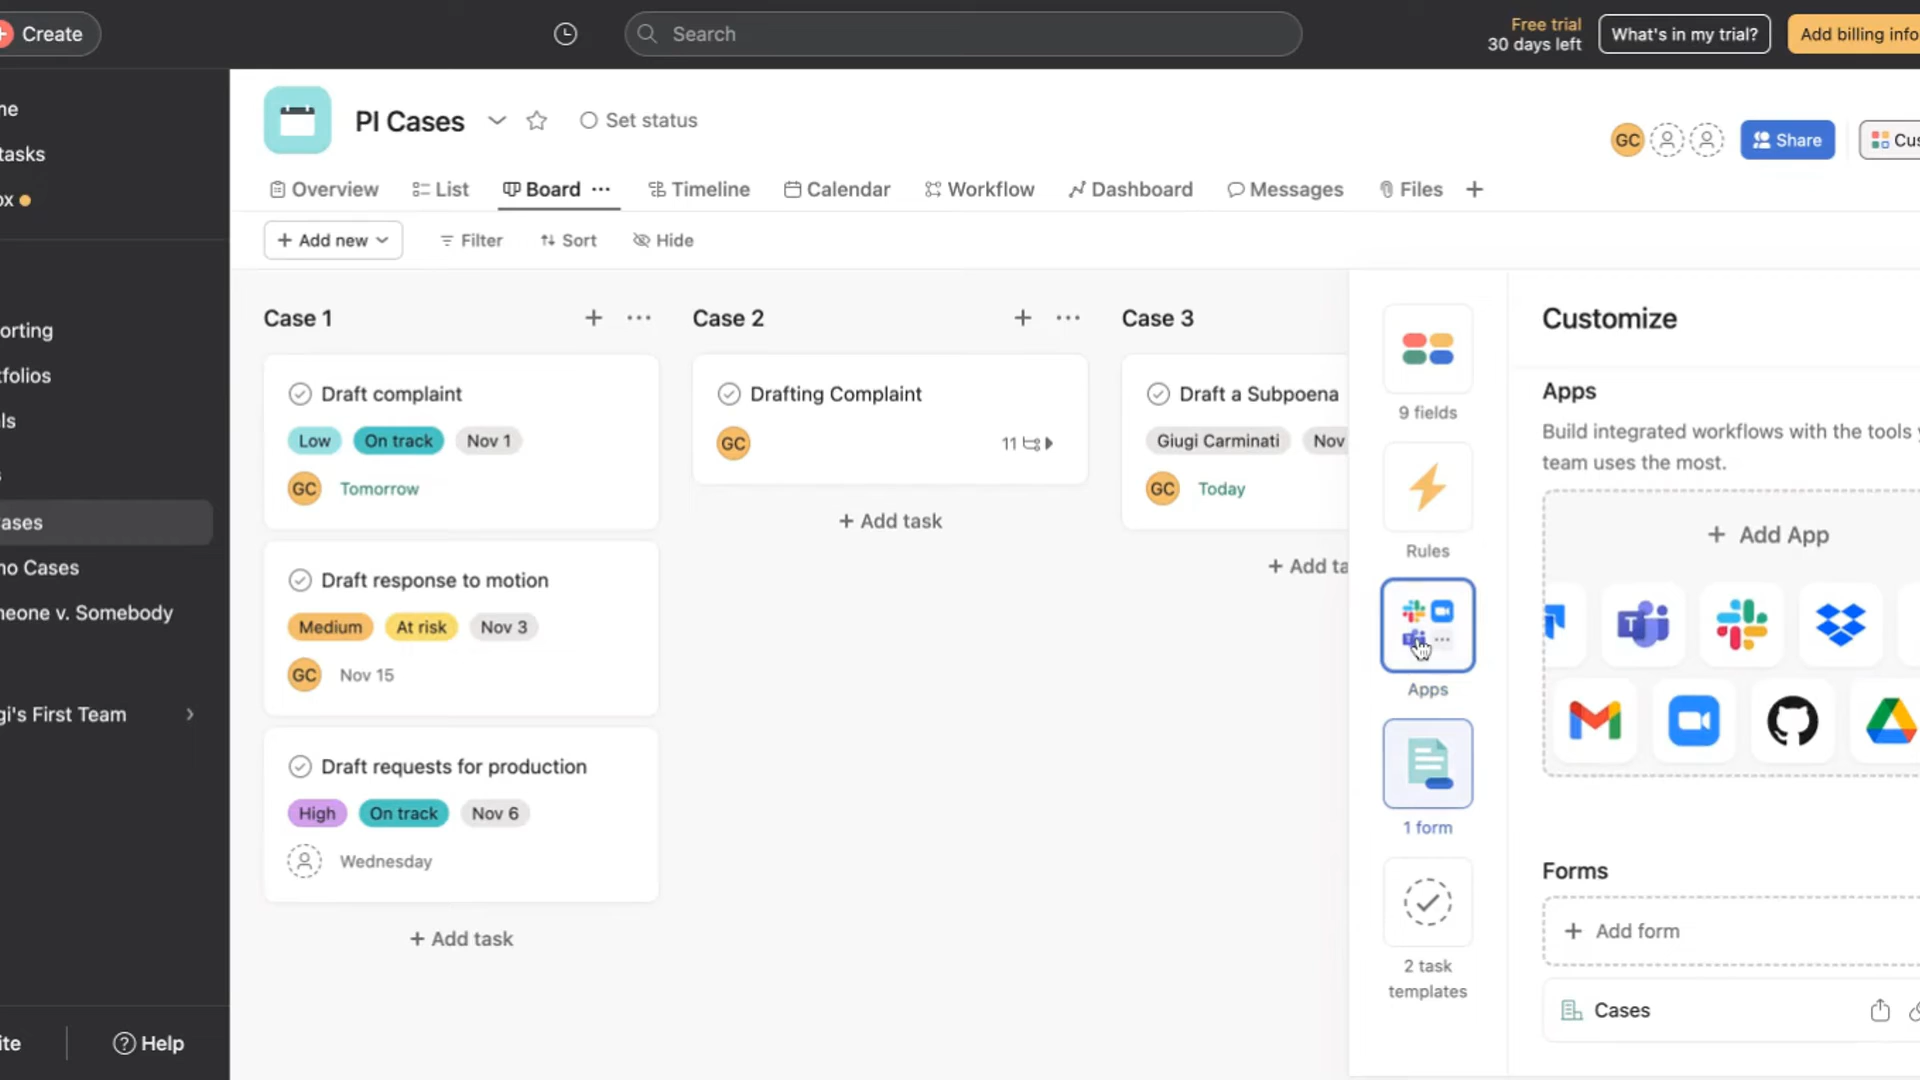 Create
Search
Free trial
30 days left
What's in my trial?
Add billing info
me
tasks
ox
orting
tfolios
ls
s
ases
no Cases
neone v. Somebody
gi's First Team
ite
Help
PI Cases
Set status
GC
Share
Cus
Overview
List
Board
Timeline
Calendar
Workflow
Dashboard
Messages
Files
+ Add new
Filter
Sort
Hide
Case 1
Draft complaint
Low
On track
Nov 1
GC
Tomorrow
Draft response to motion
Medium
At risk
Nov 3
GC
Nov 15
Draft requests for production
High
On track
Nov 6
Wednesday
+ Add task
Case 2
Drafting Complaint
GC
11
+ Add task
Case 3
Draft a Subpoena
Giugi Carminati
Nov
GC
Today
+ Add ta
9 fields
Rules
Apps
1 form
2 task
templates
Customize
Apps
Build integrated workflows with the tools y
team uses the most.
+ Add App
Forms
+ Add form
Cases